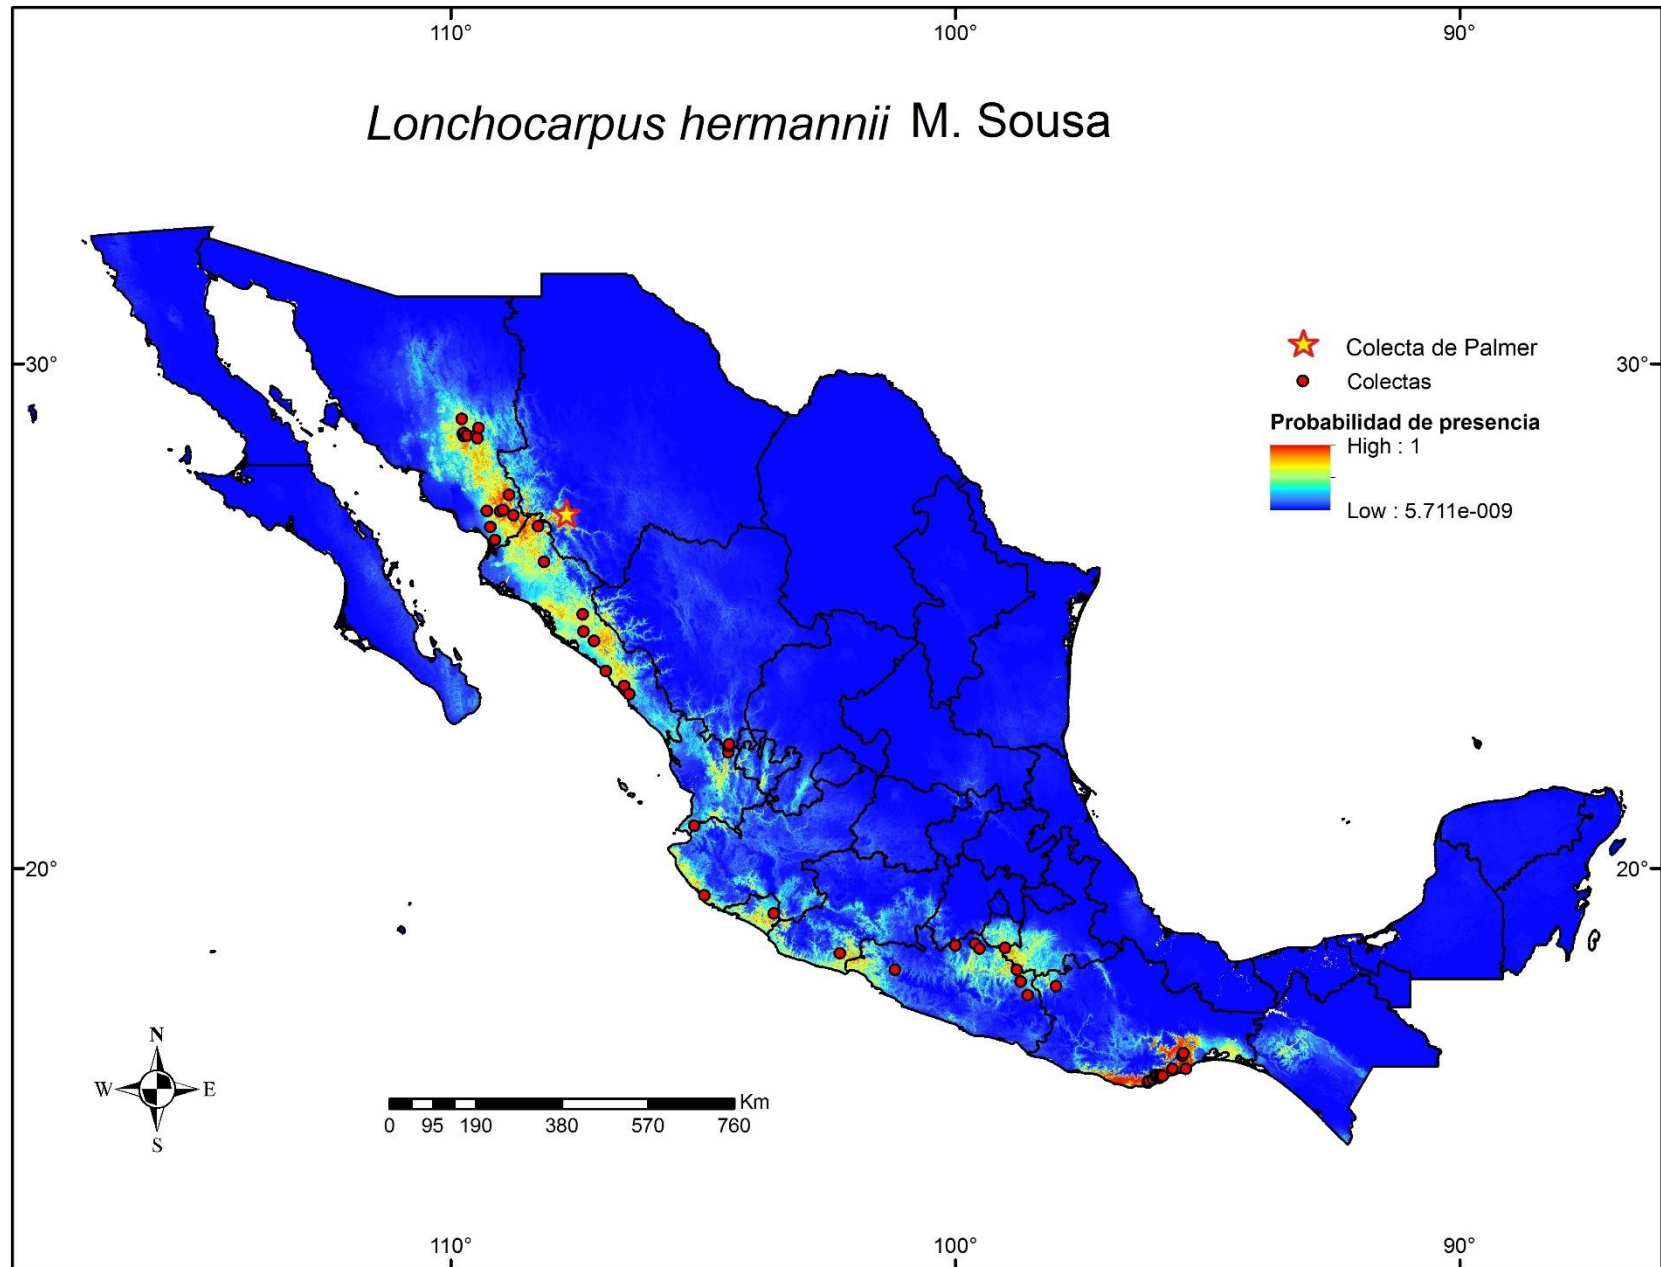 110° 100° 90°
Lonchocarpus hermannii M. Sousa
30° 30°
Colecta de Palmer
Colectas
Probabilidad de presencia
High : 1
Low : 5.711e-009
20° 20°
N
W E
S
Km
0 95 190 380 570 760
110° 100° 90°